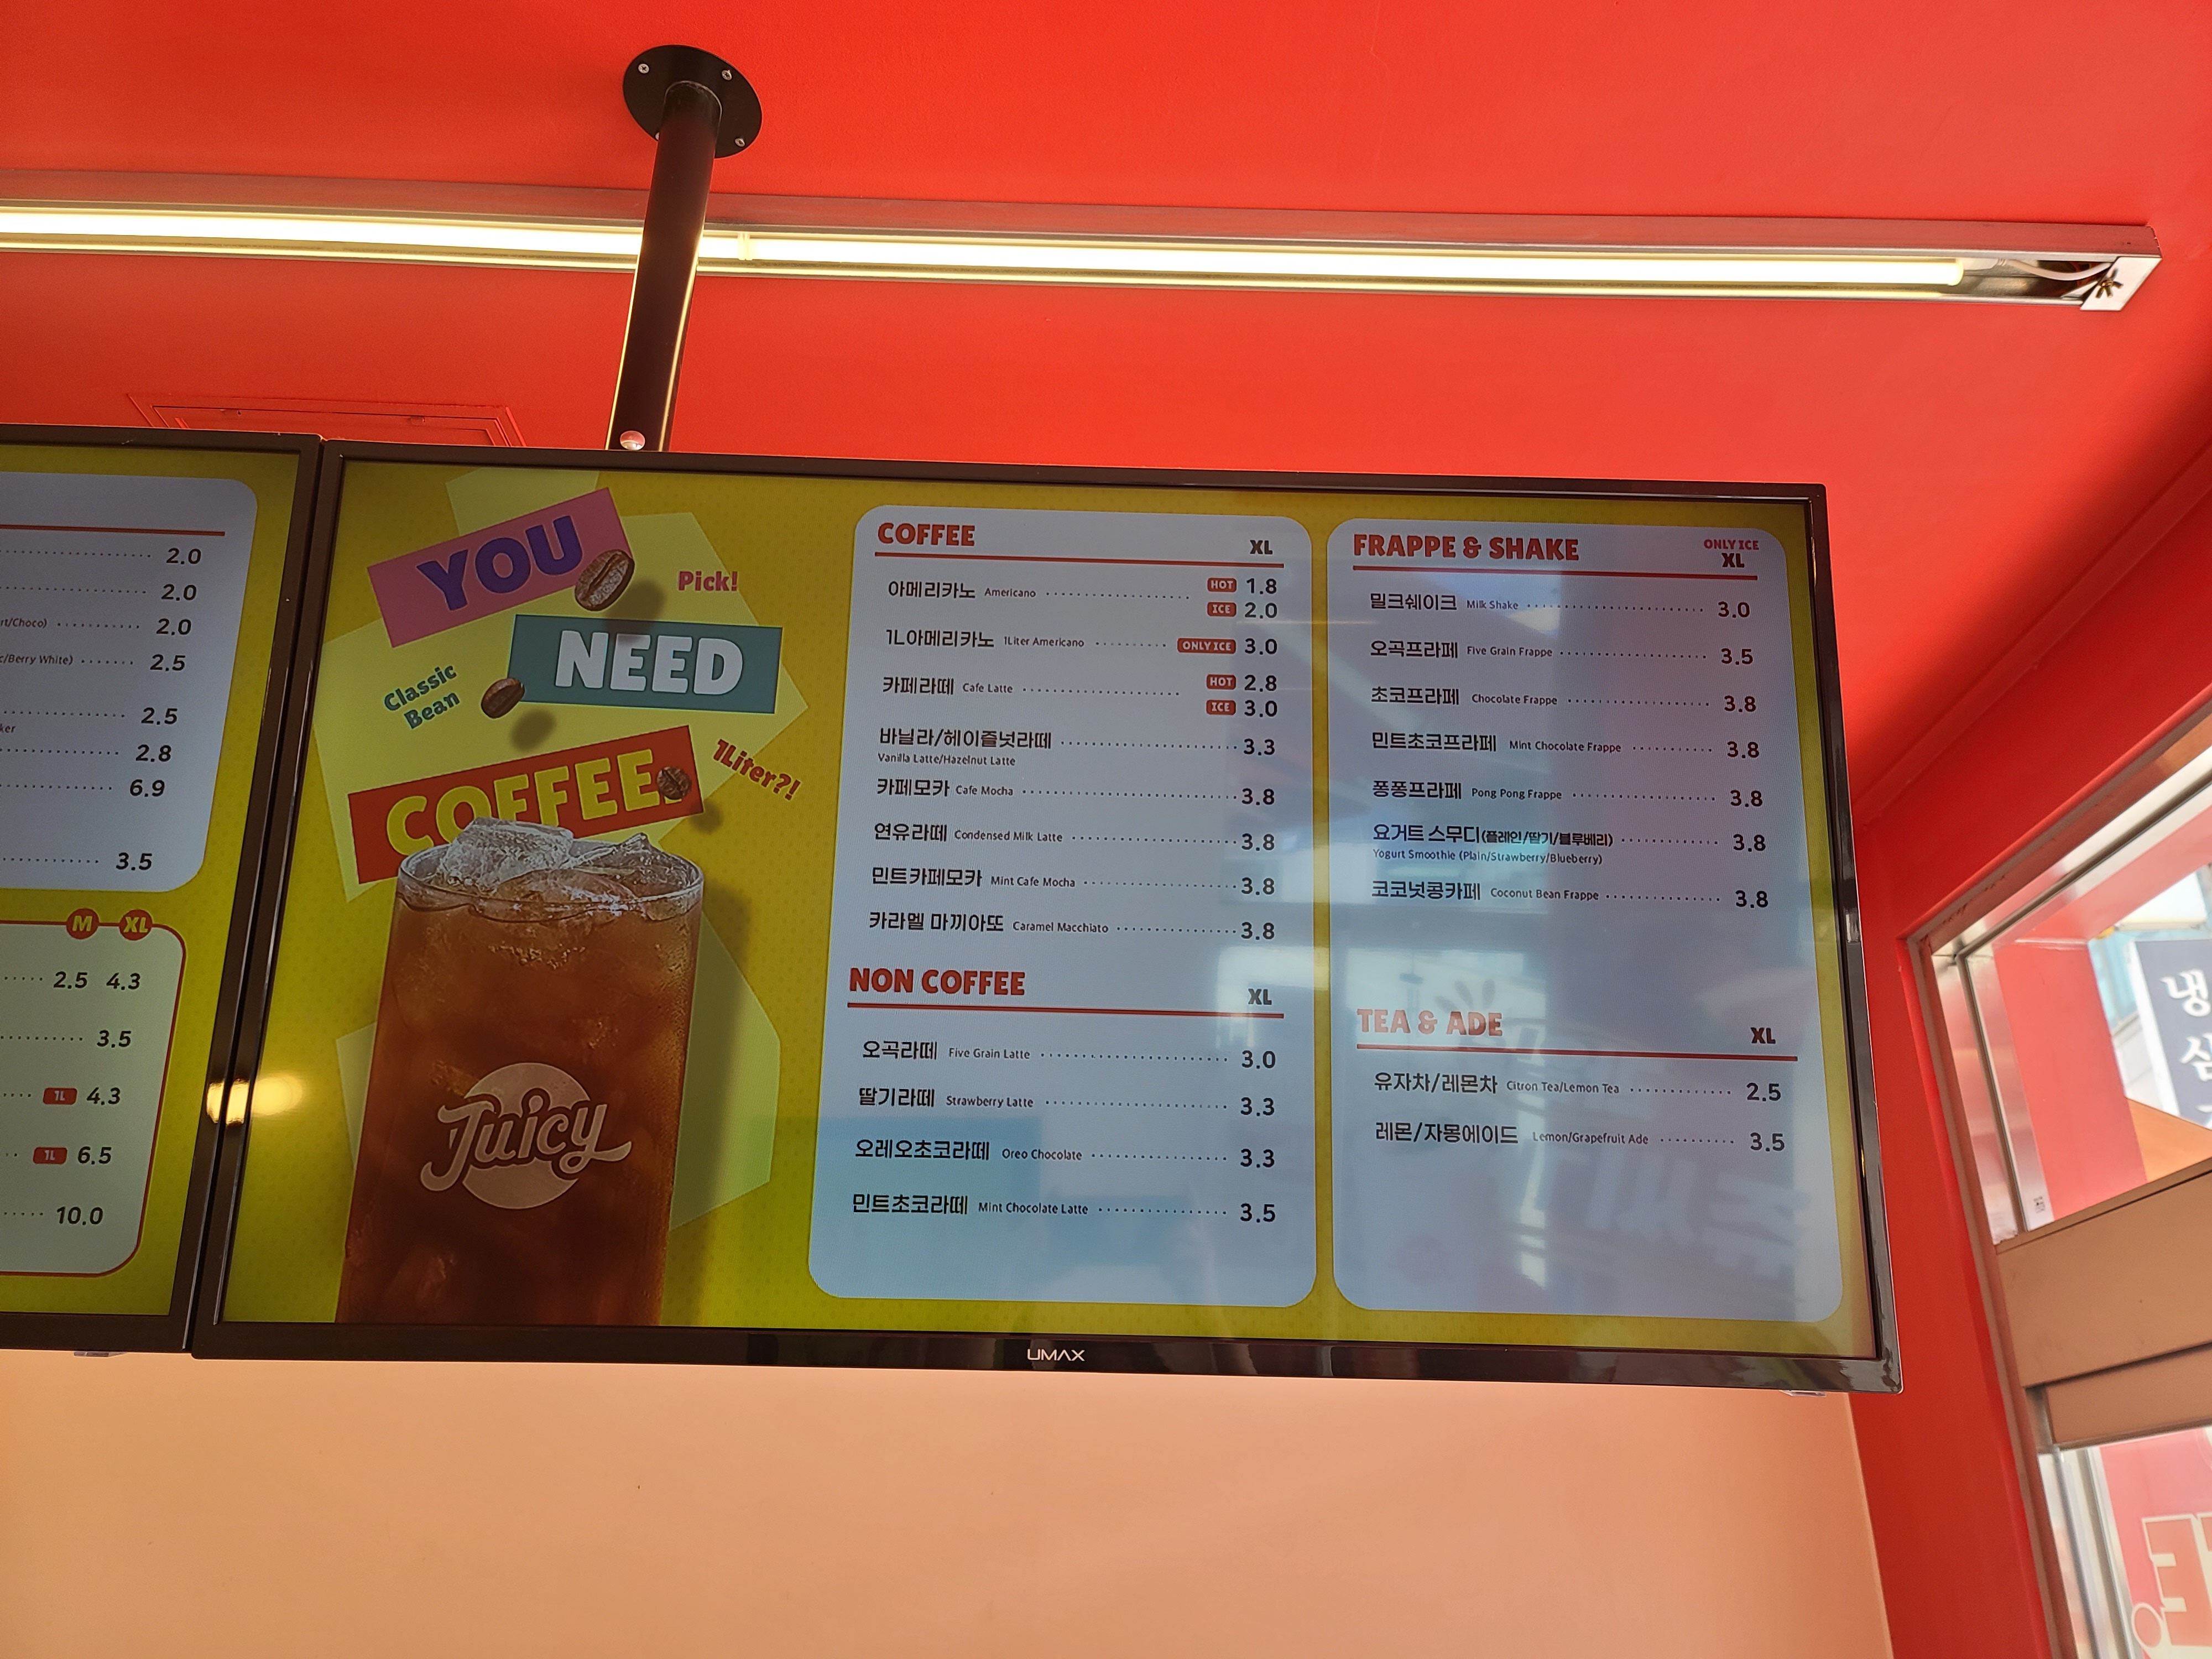 2.0
2.0
rt/Choco) 2.0
c/Berry White) 2.5
2.5
ker
2.8
6.9
3.5
M XL
2.5 4.3
3.5
1L 4.3
1L 6.5
10.0
YOU
Pick!
NEED
Classic
Bean
COFFEE
1Liter?!
Juicy
COFFEE
XL
아메리카노 Americano HOT 1.8
ICE 2.0
1L아메리카노 1Liter Americano ONLY ICE 3.0
카페라떼 Cafe Latte HOT 2.8
ICE 3.0
바닐라/헤이즐넛라떼 3.3
Vanilla Latte/Hazelnut Latte
카페모카 Cafe Mocha 3.8
연유라떼 Condensed Milk Latte 3.8
민트카페모카 Mint Cafe Mocha 3.8
카라멜 마끼아또 Caramel Macchiato 3.8
NON COFFEE
XL
오곡라떼 Five Grain Latte 3.0
딸기라떼 Strawberry Latte 3.3
오레오초코라떼 Oreo Chocolate 3.3
민트초코라떼 Mint Chocolate Latte 3.5
FRAPPE & SHAKE
ONLY ICE
XL
밀크쉐이크 Milk Shake 3.0
오곡프라페 Five Grain Frappe 3.5
초코프라페 Chocolate Frappe 3.8
민트초코프라페 Mint Chocolate Frappe 3.8
퐁퐁프라페 Pong Pong Frappe 3.8
요거트 스무디(플레인/딸기/블루베리) 3.8
Yogurt Smoothie (Plain/Strawberry/Blueberry)
코코넛콩카페 Coconut Bean Frappe 3.8
TEA & ADE
XL
유자차/레몬차 Citron Tea/Lemon Tea 2.5
레몬/자몽에이드 Lemon/Grapefruit Ade 3.5
UMAX
냉